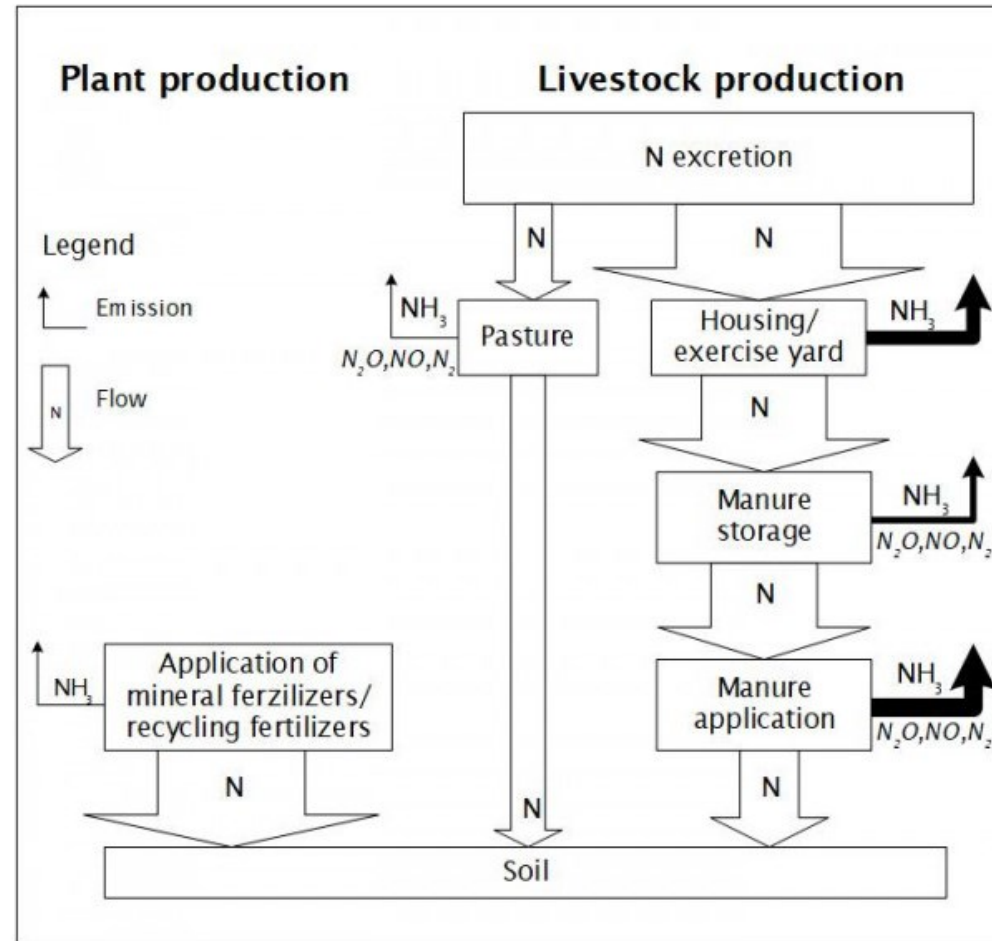 Plant production
Livestock production
N excretion
Legend
Emission
N
Flow
N
N
NH₃
N₂O,NO,N₂
Pasture
Housing/
exercise yard
NH₃
N
Manure
storage
NH₃
N₂O,NO,N₂
N
Application of
mineral ferzilizers/
recycling fertilizers
NH₃
Manure
application
NH₃
N₂O,NO,N₂
N
N
N
Soil